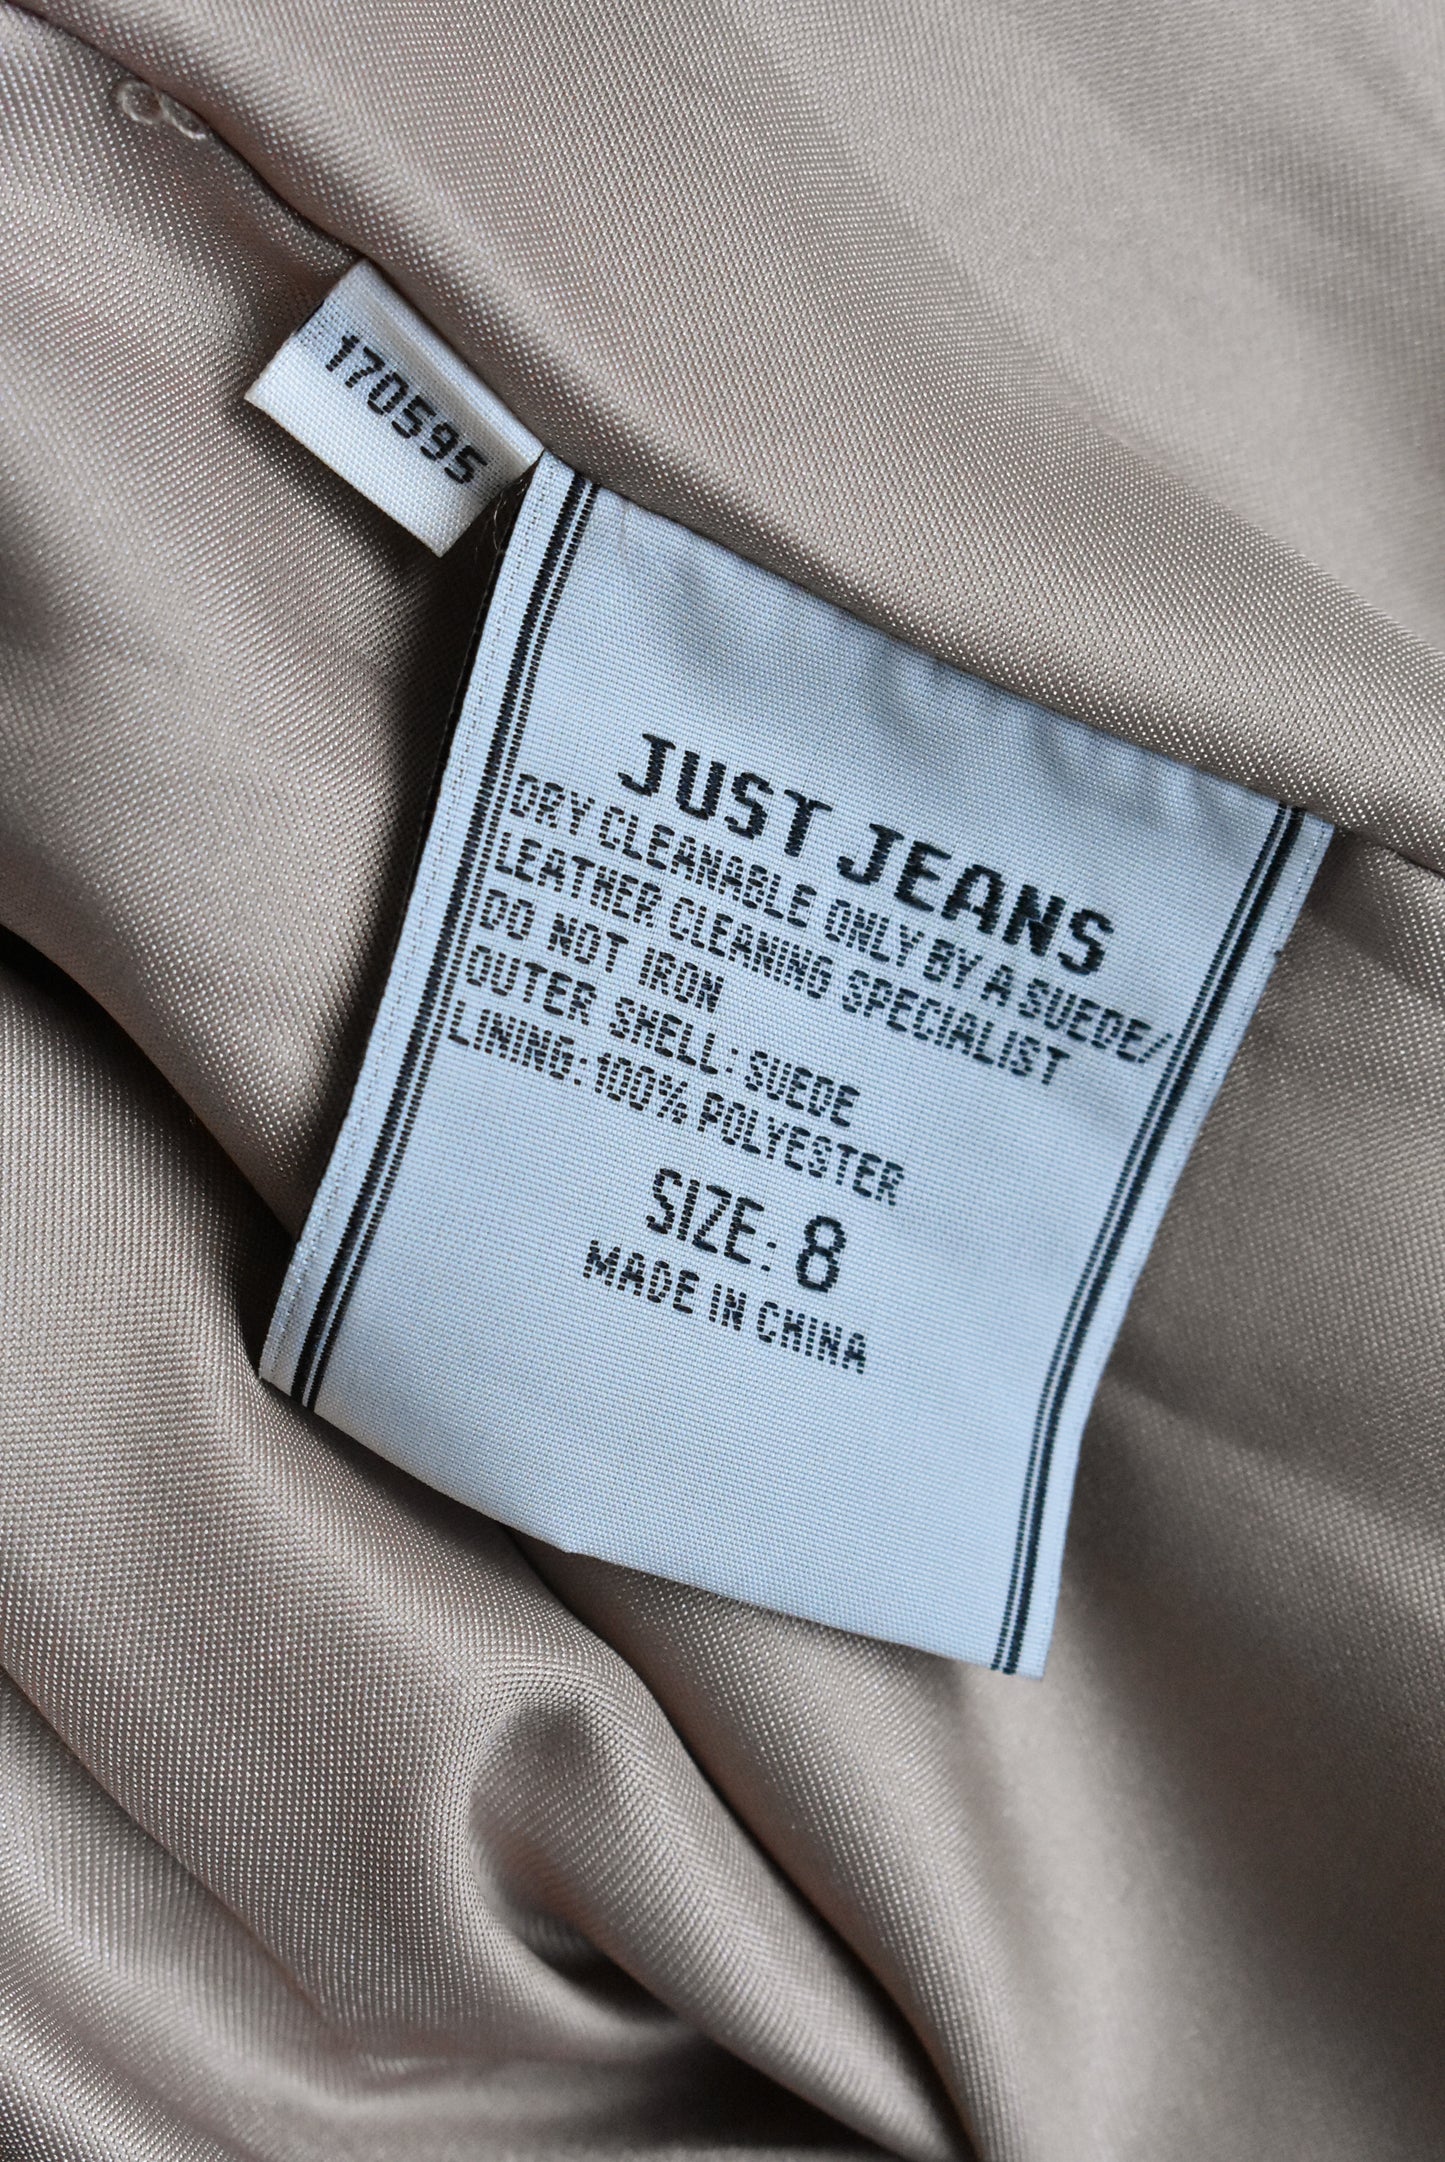 170595
JUST JEANS
DRY CLEANABLE ONLY BY A SUEDE/
LEATHER CLEANING SPECIALIST
DO NOT IRON
OUTER SHELL: SUEDE
LINING: 100% POLYESTER
SIZE: 8
MADE IN CHINA